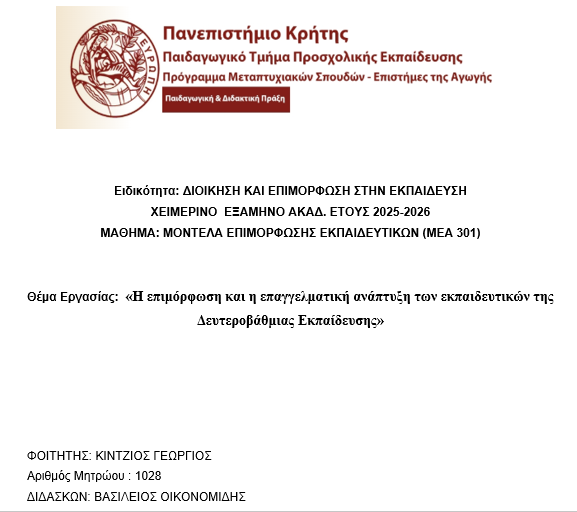 ΕΥΡΩΠΗ
Πανεπιστήμιο Κρήτης
Παιδαγωγικό Τμήμα Προσχολικής Εκπαίδευσης
Πρόγραμμα Μεταπτυχιακών Σπουδών - Επιστήμες της Αγωγής
Παιδαγωγική & Διδακτική Πράξη
Ειδικότητα: ΔΙΟΙΚΗΣΗ ΚΑΙ ΕΠΙΜΟΡΦΩΣΗ ΣΤΗΝ ΕΚΠΑΙΔΕΥΣΗ
ΧΕΙΜΕΡΙΝΟ ΕΞΑΜΗΝΟ ΑΚΑΔ. ΕΤΟΥΣ 2025-2026
ΜΑΘΗΜΑ: ΜΟΝΤΕΛΑ ΕΠΙΜΟΡΦΩΣΗΣ ΕΚΠΑΙΔΕΥΤΙΚΩΝ (ΜΕΑ 301)
Θέμα Εργασίας: «Η επιμόρφωση και η επαγγελματική ανάπτυξη των εκπαιδευτικών της
Δευτεροβάθμιας Εκπαίδευσης»
ΦΟΙΤΗΤΗΣ: ΚΙΝΤΖΙΟΣ ΓΕΩΡΓΙΟΣ
Αριθμός Μητρώου : 1028
ΔΙΔΑΣΚΩΝ: ΒΑΣΙΛΕΙΟΣ ΟΙΚΟΝΟΜΙΔΗΣ